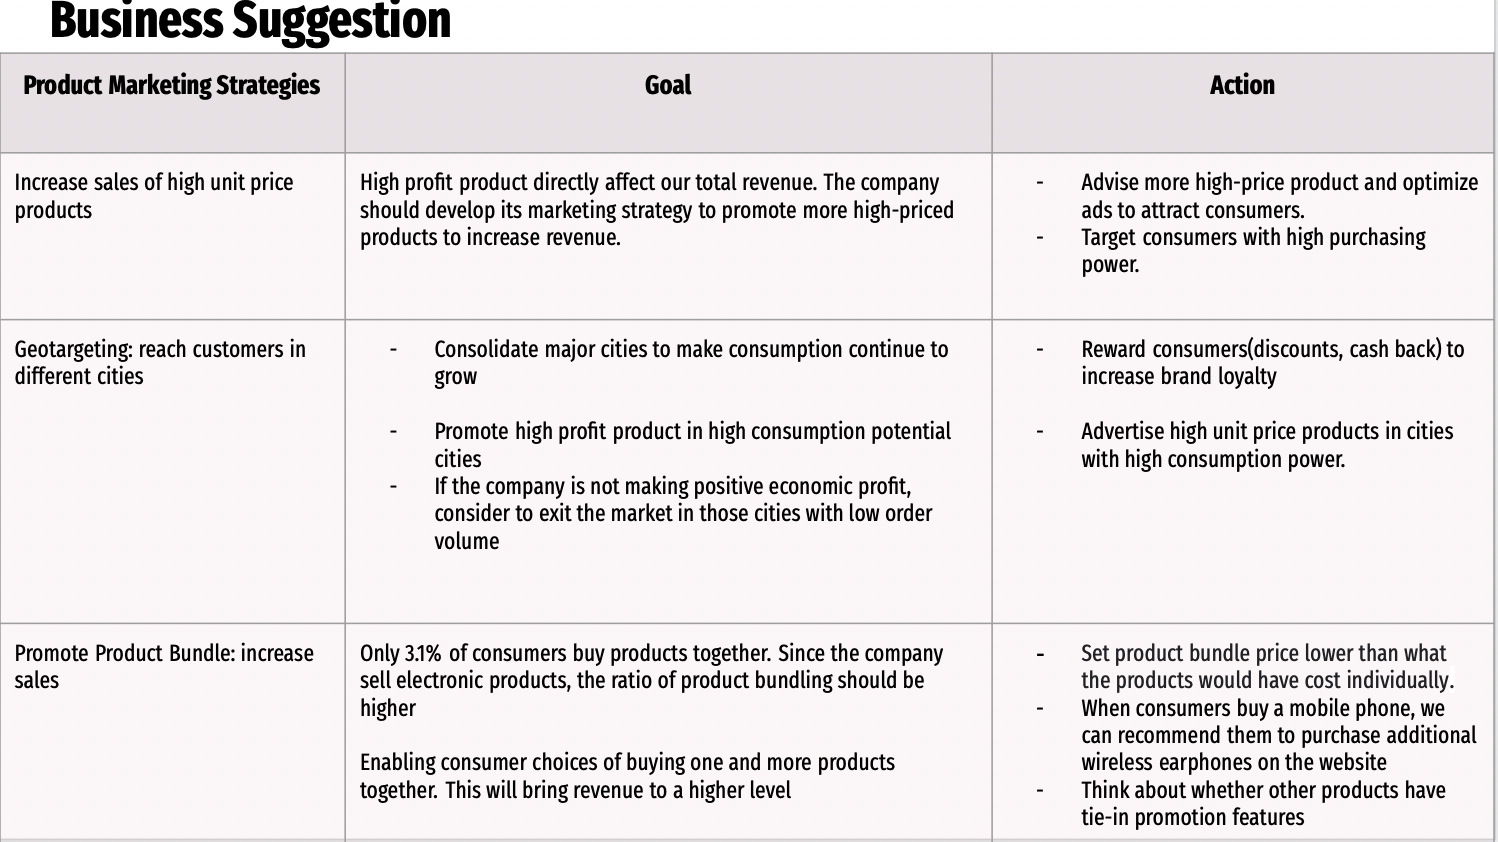 Business Suggestion
Product Marketing Strategies
Goal
Action
Increase sales of high unit price
products
High profit product directly affect our total revenue. The company
should develop its marketing strategy to promote more high-priced
products to increase revenue.
- Advise more high-price product and optimize
ads to attract consumers.
- Target consumers with high purchasing
power.
Geotargeting: reach customers in
different cities
- Consolidate major cities to make consumption continue to
grow
- Promote high profit product in high consumption potential
cities
- If the company is not making positive economic profit,
consider to exit the market in those cities with low order
volume
- Reward consumers(discounts, cash back) to
increase brand loyalty
- Advertise high unit price products in cities
with high consumption power.
Promote Product Bundle: increase
sales
Only 3.1% of consumers buy products together. Since the company
sell electronic products, the ratio of product bundling should be
higher
Enabling consumer choices of buying one and more products
together. This will bring revenue to a higher level
- Set product bundle price lower than what
the products would have cost individually.
- When consumers buy a mobile phone, we
can recommend them to purchase additional
wireless earphones on the website
- Think about whether other products have
tie-in promotion features